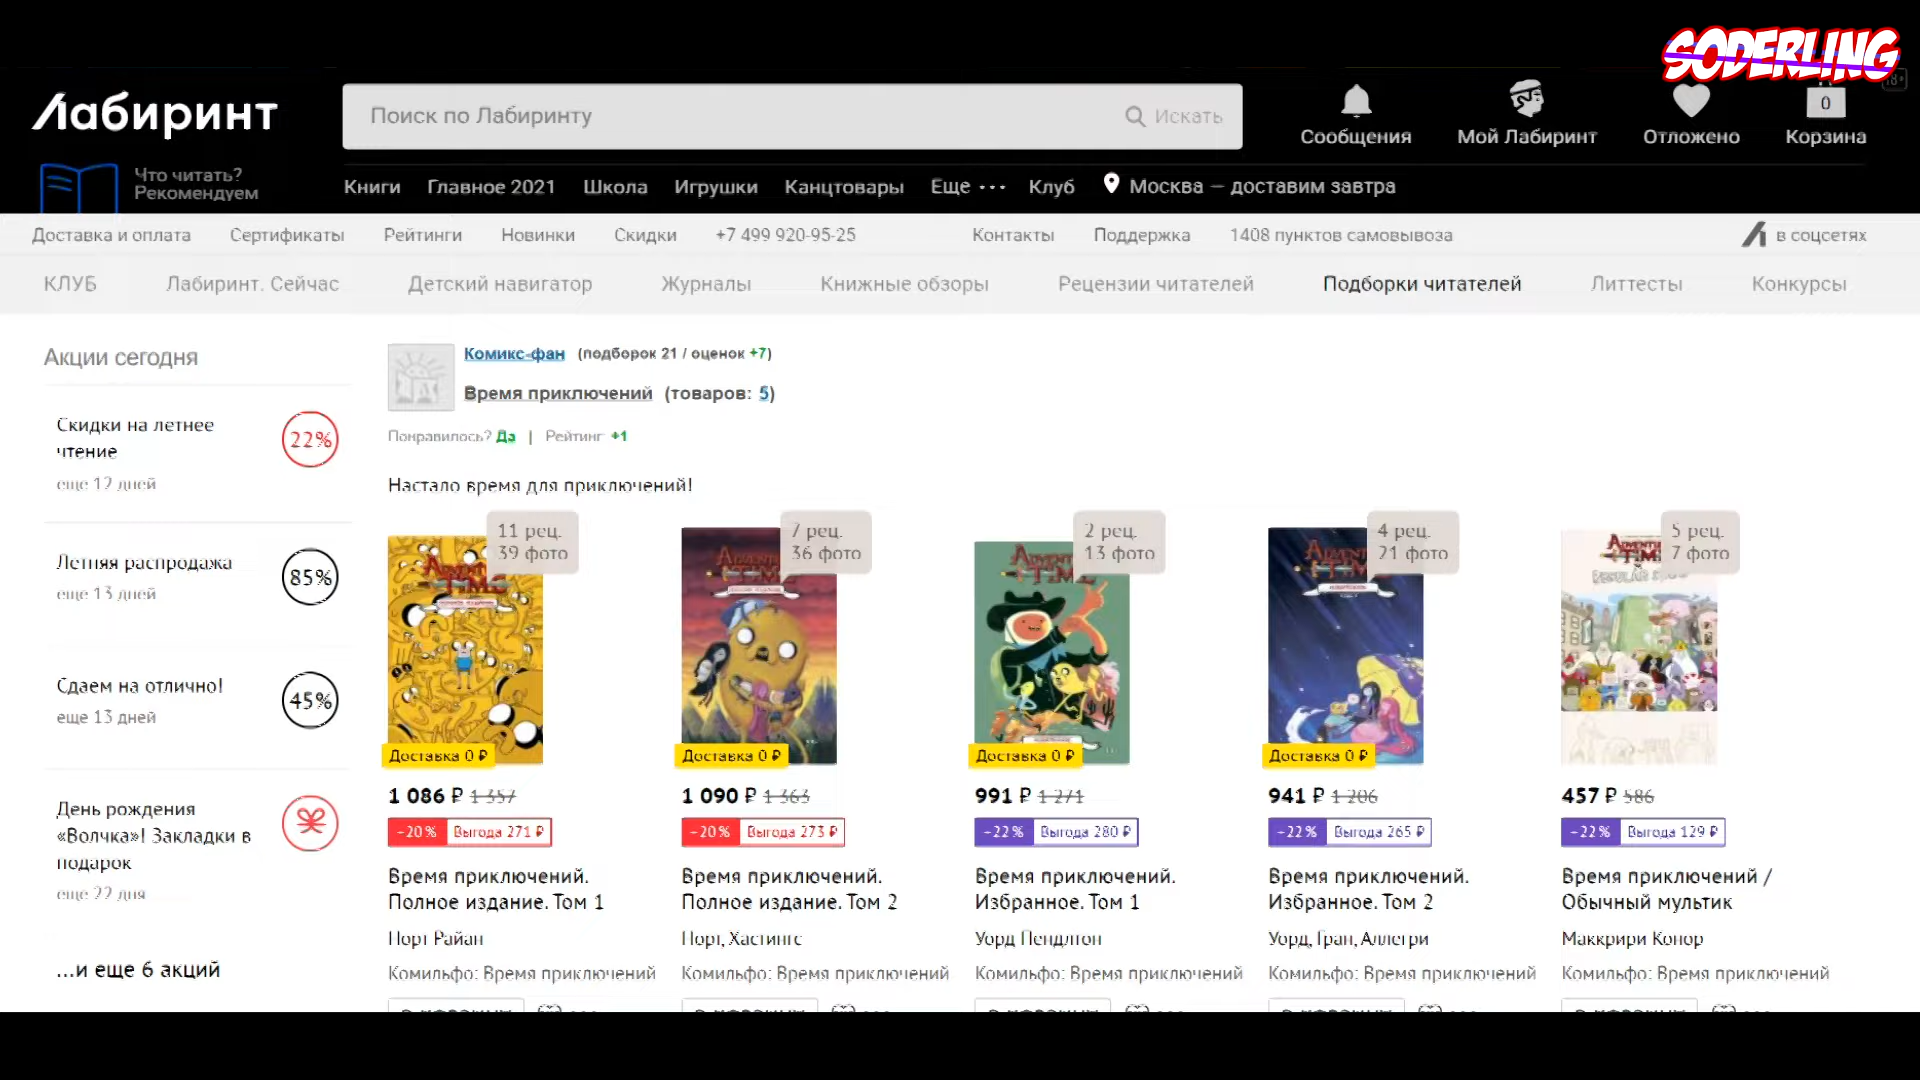 SODERLING
Лабиринт
Поиск по Лабиринту
Искать
Сообщения
Мой Лабиринт
Отложено
0
Корзина
18+
Что читать?
Рекомендуем
Книги Главное 2021 Школа Игрушки Канцтовары Еще ··· Клуб Москва — доставим завтра
Доставка и оплата Сертификаты Рейтинги Новинки Скидки +7 499 920-95-25 Контакты Поддержка 1408 пунктов самовывоза в соцсетях
КЛУБ Лабиринт. Сейчас Детский навигатор Журналы Книжные обзоры Рецензии читателей Подборки читателей Литтесты Конкурсы
Акции сегодня
Скидки на летнее
чтение
еще 12 дней
22%
Летняя распродажа
еще 13 дней
85%
Сдаем на отлично!
еще 13 дней
45%
День рождения
«Волчка»! Закладки в
подарок
еще 22 дня
...и еще 6 акций
Комикс-фан (подборок 21 / оценок +7)
Время приключений (товаров: 5)
Понравилось? Да | Рейтинг +1
Настало время для приключений!
11 рец.
39 фото
Доставка 0 ₽
1 086 ₽ 1 357
-20% Выгода 271 ₽
Время приключений.
Полное издание. Том 1
Норт Райан
Комильфо: Время приключений
7 рец.
36 фото
Доставка 0 ₽
1 090 ₽ 1 363
-20% Выгода 273 ₽
Время приключений.
Полное издание. Том 2
Норт, Хастингс
Комильфо: Время приключений
2 рец.
13 фото
Доставка 0 ₽
991 ₽ 1 271
-22% Выгода 280 ₽
Время приключений.
Избранное. Том 1
Уорд Пендлтон
Комильфо: Время приключений
4 рец.
21 фото
Доставка 0 ₽
941 ₽ 1 206
-22% Выгода 265 ₽
Время приключений.
Избранное. Том 2
Уорд, Гран, Аллегри
Комильфо: Время приключений
5 рец.
7 фото
457 ₽ 586
-22% Выгода 129 ₽
Время приключений /
Обычный мультик
Маккрири Конор
Комильфо: Время приключений